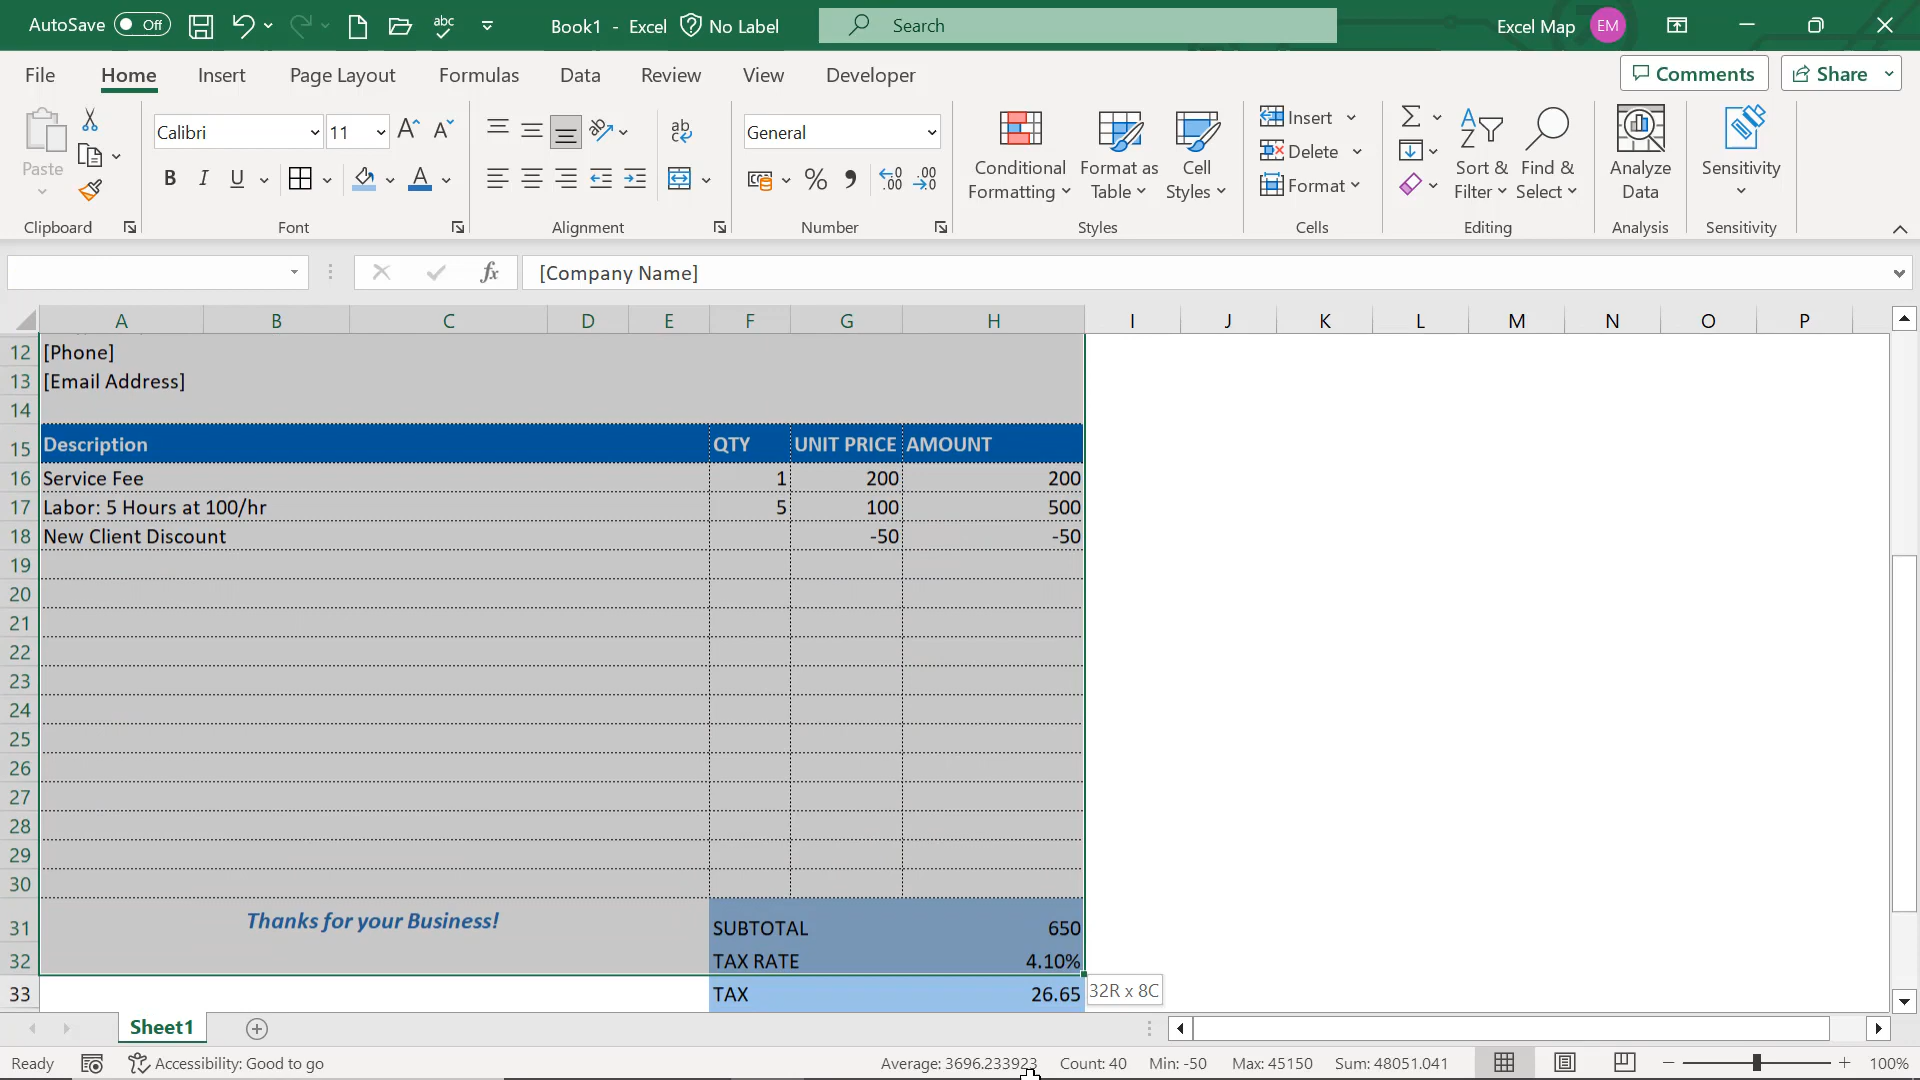 AutoSave Off abc Book1 - Excel No Label Search Excel Map EM
File Home Insert Page Layout Formulas Data Review View Developer Comments Share
Calibri 11 A A ab General
Paste B I U A % 9 .00
Conditional Formatting Format as Table Cell Styles
Insert
Delete
Format
Sort & Filter Find & Select
Analyze Data
Sensitivity
Clipboard Font Alignment Number Styles Cells Editing Analysis Sensitivity
fx [Company Name]
A B C D E F G H I J K L M N O P
12 [Phone]
13 [Email Address]
14
15 Description QTY UNIT PRICE AMOUNT
16 Service Fee 1 200 200
17 Labor: 5 Hours at 100/hr 5 100 500
18 New Client Discount -50 -50
19
20
21
22
23
24
25
26
27
28
29
30
31 Thanks for your Business! SUBTOTAL 650
32 TAX RATE 4.10%
33 TAX 26.65 32R x 8C
Sheet1
Ready Accessibility: Good to go Average: 3696.233923 Count: 40 Min: -50 Max: 45150 Sum: 48051.041 100%